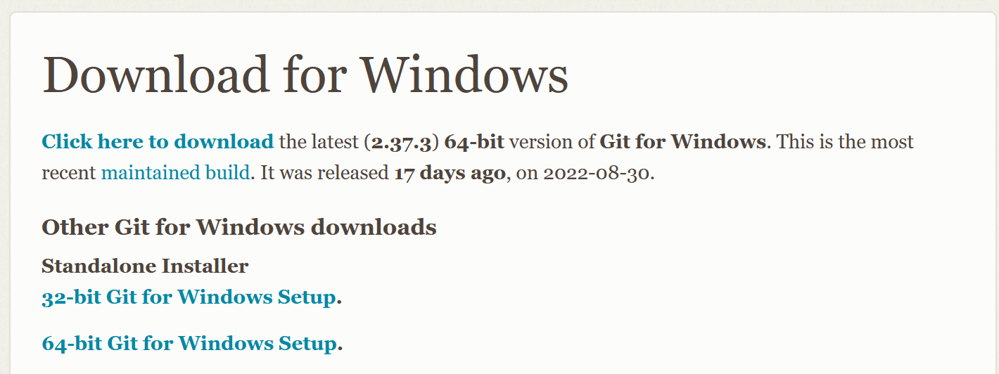 Download for Windows
Click here to download the latest (2.37.3) 64-bit version of Git for Windows. This is the most
recent maintained build. It was released 17 days ago, on 2022-08-30.
Other Git for Windows downloads
Standalone Installer
32-bit Git for Windows Setup.
64-bit Git for Windows Setup.